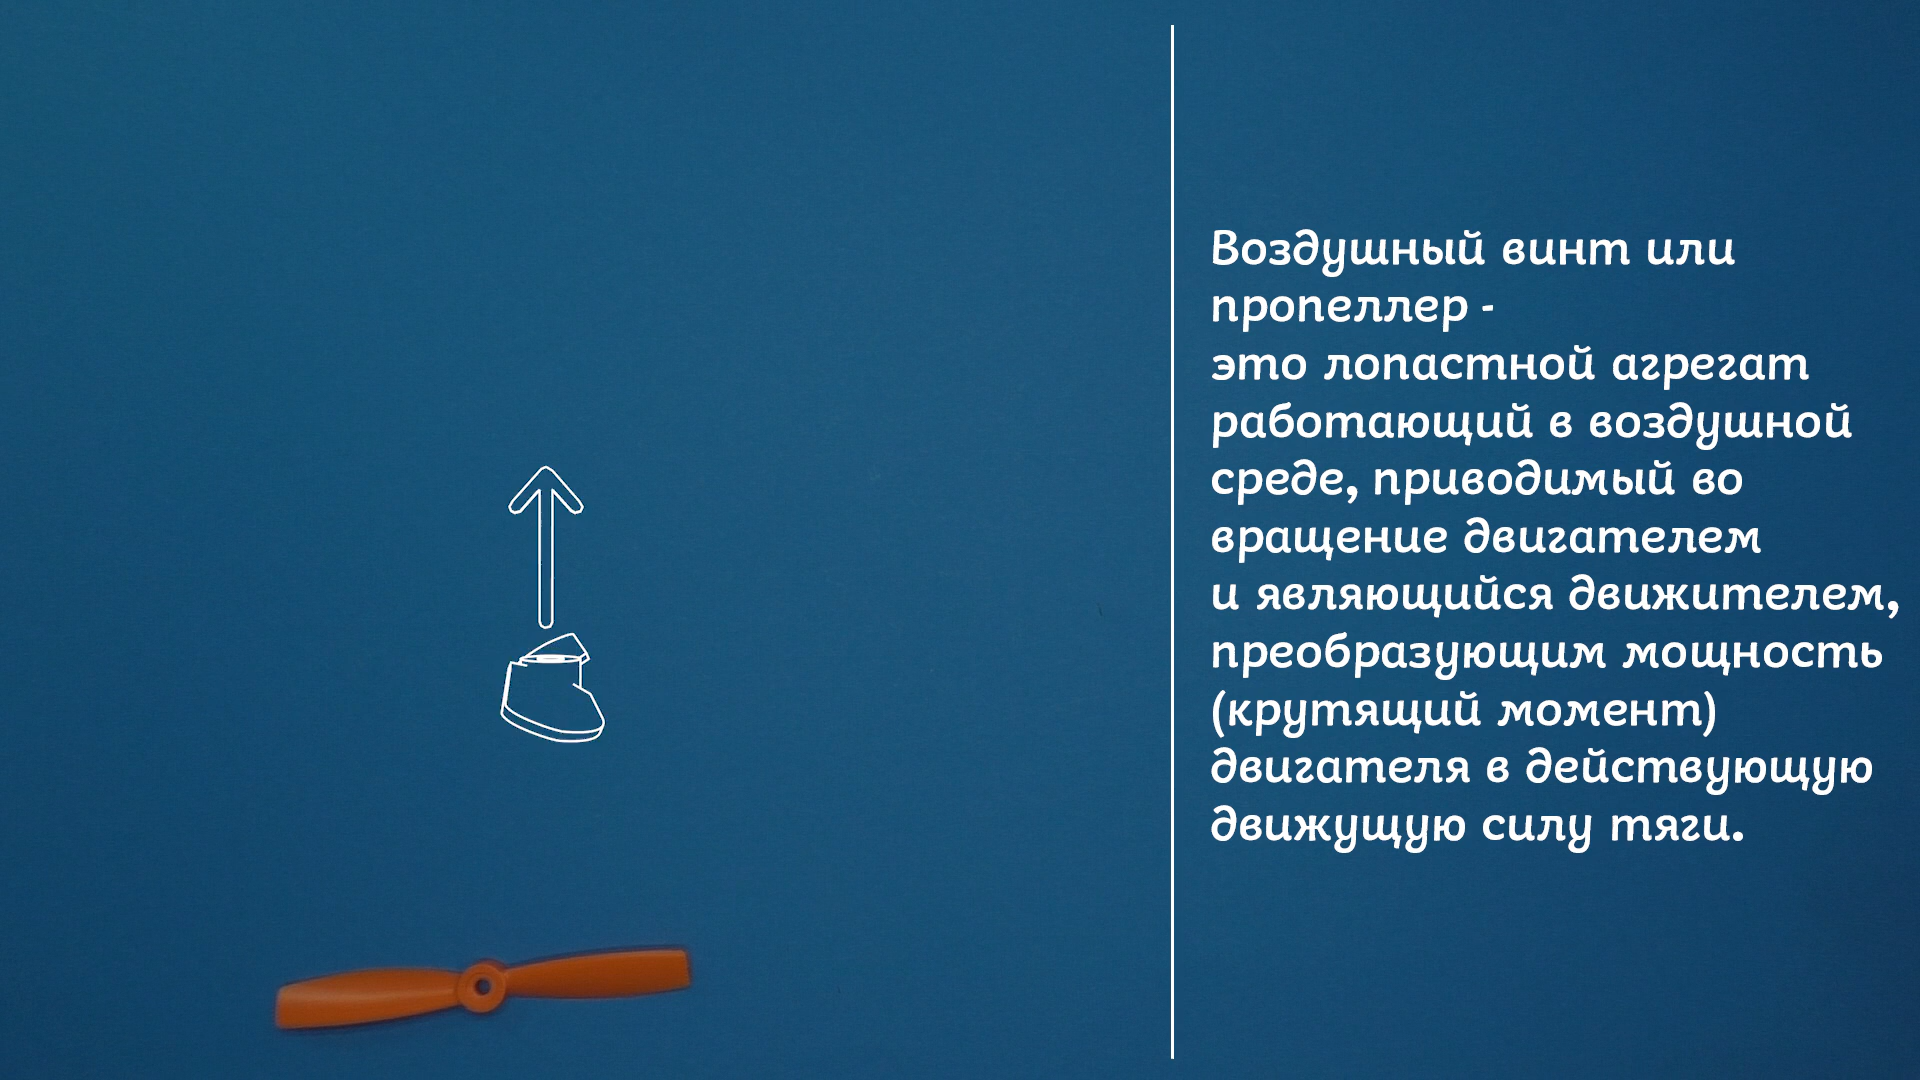 Воздушный винт или
пропеллер -
это лопастной агрегат
работающий в воздушной
среде, приводимый во
вращение двигателем
и являющийся движителем,
преобразующим мощность
(крутящий момент)
двигателя в действующую
движущую силу тяги.